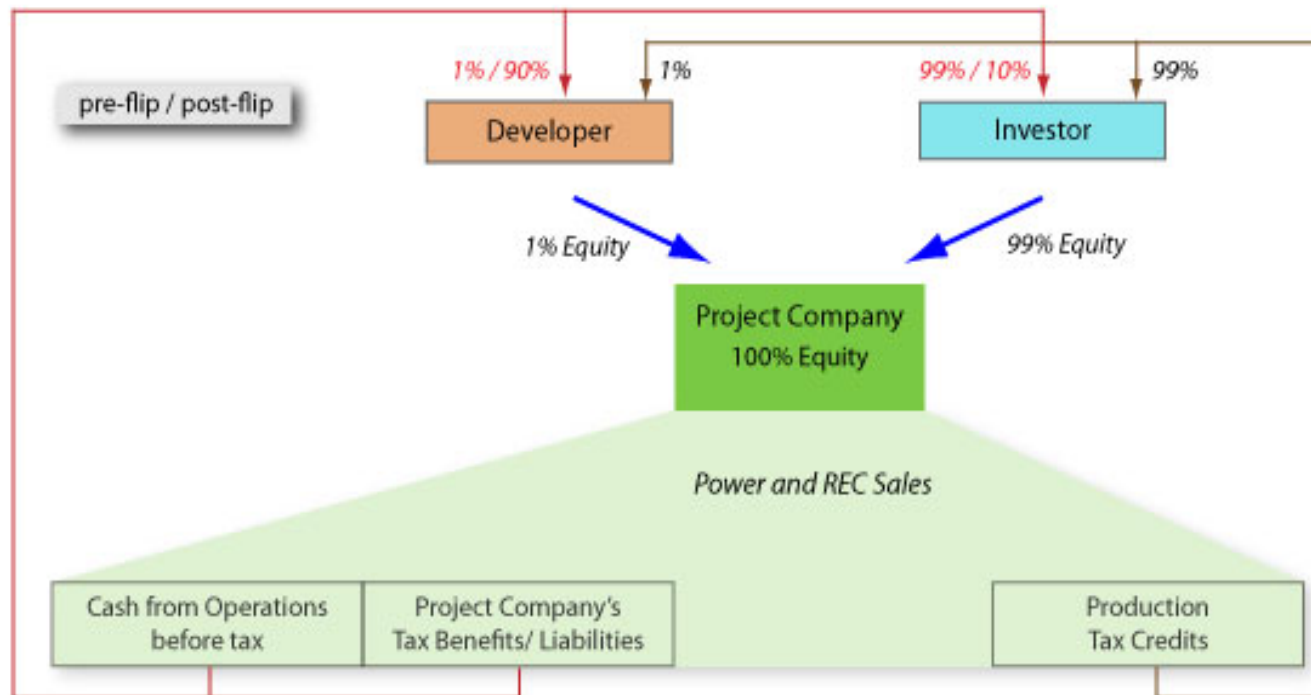 1% / 90%
1%
99% / 10%
99%
pre-flip / post-flip
Developer
Investor
1% Equity
99% Equity
Project Company
100% Equity
Power and REC Sales
Cash from Operations
before tax
Project Company's
Tax Benefits/ Liabilities
Production
Tax Credits